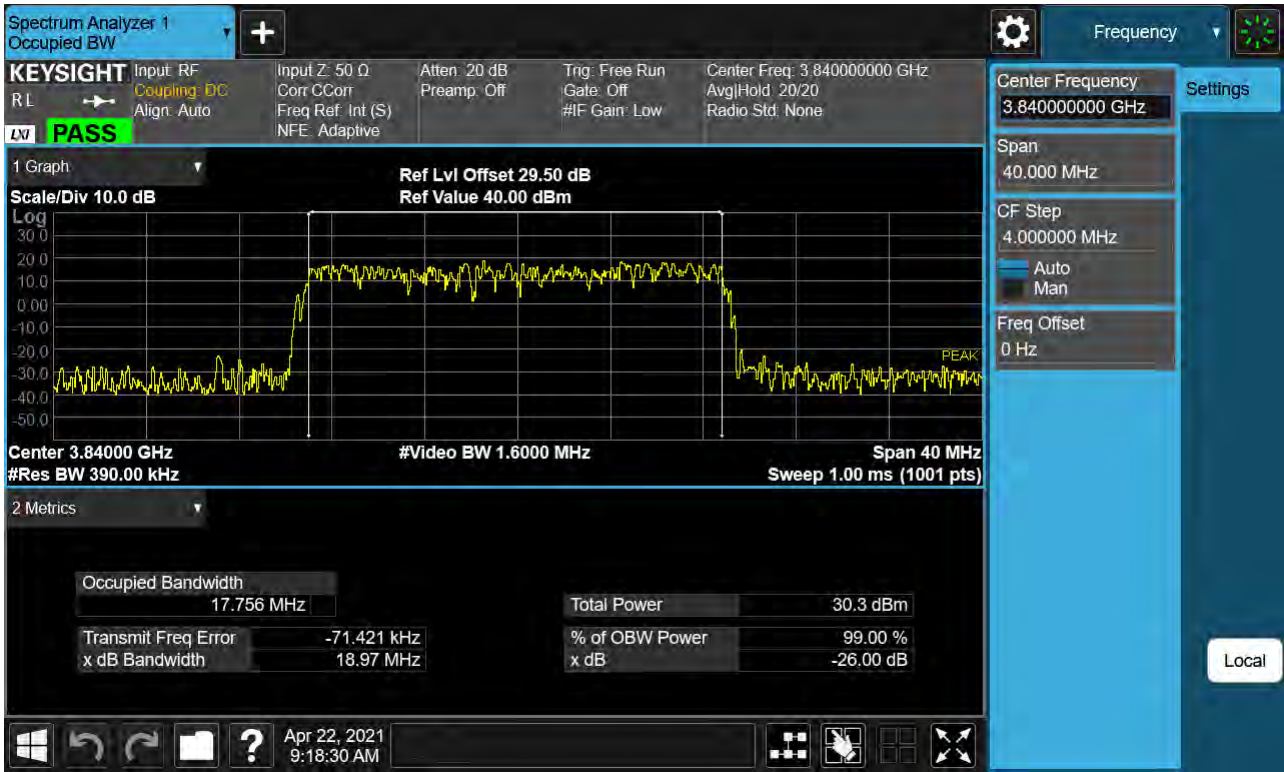 Spectrum Analyzer 1
Occupied BW
+
Frequency
KEYSIGHT
RL
LXI
PASS
Input: RF
Coupling: DC
Align: Auto
Input Z: 50 Ω
Corr CCorr
Freq Ref: Int (S)
NFE: Adaptive
Atten: 20 dB
Preamp: Off
Trig: Free Run
Gate: Off
#IF Gain: Low
Center Freq: 3.840000000 GHz
Avg|Hold: 20/20
Radio Std: None
1 Graph
Scale/Div 10.0 dB
Ref Lvl Offset 29.50 dB
Ref Value 40.00 dBm
Log
30.0
20.0
10.0
0.00
-10.0
-20.0
-30.0
-40.0
-50.0
PEAK
Center 3.84000 GHz
#Video BW 1.6000 MHz
Span 40 MHz
#Res BW 390.00 kHz
Sweep 1.00 ms (1001 pts)
2 Metrics
Occupied Bandwidth
17.756 MHz
Transmit Freq Error -71.421 kHz
x dB Bandwidth 18.97 MHz
Total Power 30.3 dBm
% of OBW Power 99.00 %
x dB -26.00 dB
Center Frequency
3.840000000 GHz
Span
40.000 MHz
CF Step
4.000000 MHz
Auto
Man
Freq Offset
0 Hz
Settings
Local
?
Apr 22, 2021
9:18:30 AM